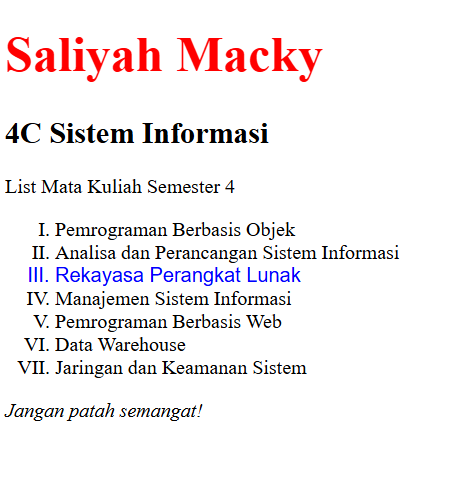 Saliyah Macky
4C Sistem Informasi
List Mata Kuliah Semester 4
I. Pemrograman Berbasis Objek
II. Analisa dan Perancangan Sistem Informasi
III. Rekayasa Perangkat Lunak
IV. Manajemen Sistem Informasi
V. Pemrograman Berbasis Web
VI. Data Warehouse
VII. Jaringan dan Keamanan Sistem
Jangan patah semangat!